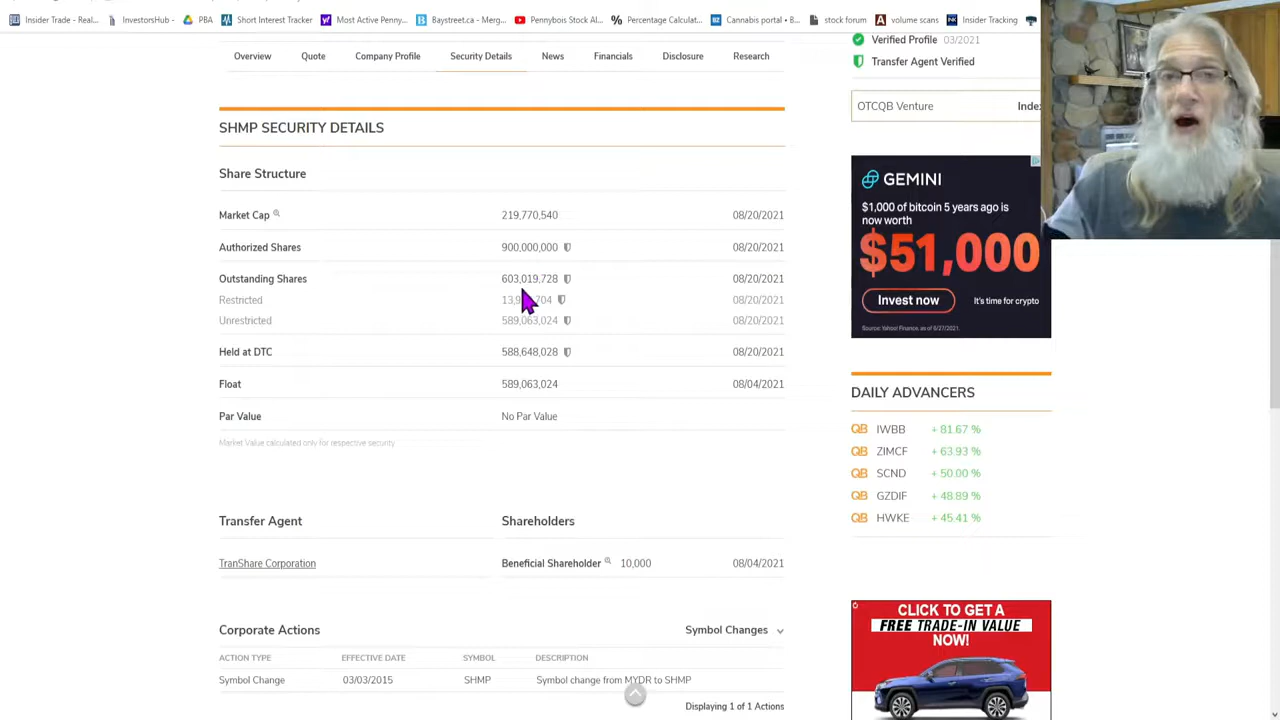 Insider Trade - Real... InvestorsHub - PBA Short Interest Tracker Most Active Penny... Baystreet.ca - Merg... Pennybois Stock Al... Percentage Calculat... Cannabis portal • B... stock forum volume scans Insider Tracking
Overview Quote Company Profile Security Details News Financials Disclosure Research
SHMP SECURITY DETAILS
Share Structure
Market Cap 219,770,540 08/20/2021
Authorized Shares 900,000,000 08/20/2021
Outstanding Shares 603,019,728 08/20/2021
Restricted 08/20/2021
Unrestricted 589,063,024 08/20/2021
Held at DTC 588,648,028 08/20/2021
Float 589,063,024 08/04/2021
Par Value No Par Value
Market Value calculated only for respective security
Transfer Agent
TranShare Corporation
Shareholders
Beneficial Shareholder 10,000 08/04/2021
Corporate Actions Symbol Changes
ACTION TYPE EFFECTIVE DATE SYMBOL DESCRIPTION
Symbol Change 03/03/2015 SHMP Symbol change from MYDR to SHMP
Displaying 1 of 1 Actions
Verified Profile 03/2021
Transfer Agent Verified
OTCQB Venture
GEMINI
$1,000 of bitcoin 5 years ago is
now worth
$51,000
Invest now It's time for crypto
Source: Yahoo! Finance, as of 8/27/2021.
DAILY ADVANCERS
QB IWBB + 81.67 %
QB ZIMCF + 63.93 %
QB SCND + 50.00 %
QB GZDIF + 48.89 %
QB HWKE + 45.41 %
CLICK TO GET A
FREE TRADE-IN VALUE
NOW!